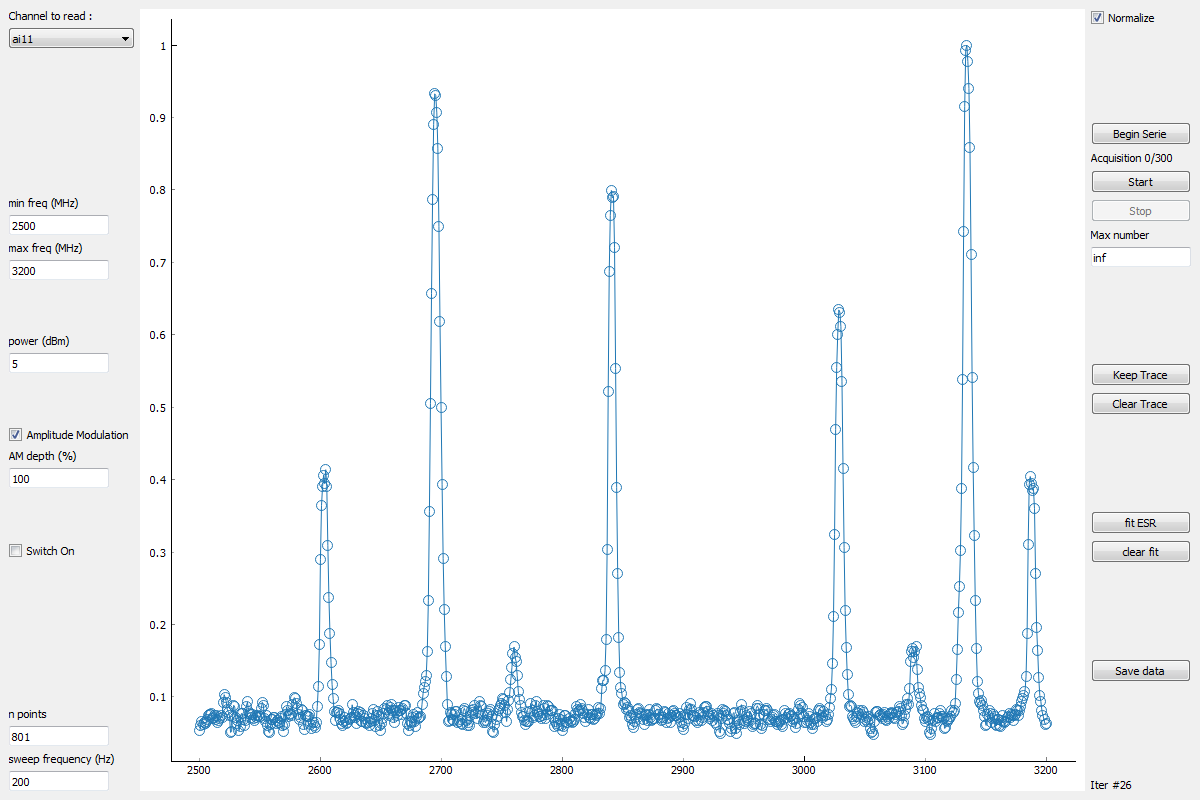 Channel to read :
ai11
min freq (MHz)
2500
max freq (MHz)
3200
power (dBm)
5
Amplitude Modulation
AM depth (%)
100
Switch On
n points
801
sweep frequency (Hz)
200
1
0.9
0.8
0.7
0.6
0.5
0.4
0.3
0.2
0.1
2500 2600 2700 2800 2900 3000 3100 3200
Normalize
Begin Serie
Acquisition 0/300
Start
Stop
Max number
inf
Keep Trace
Clear Trace
fit ESR
clear fit
Save data
Iter #26